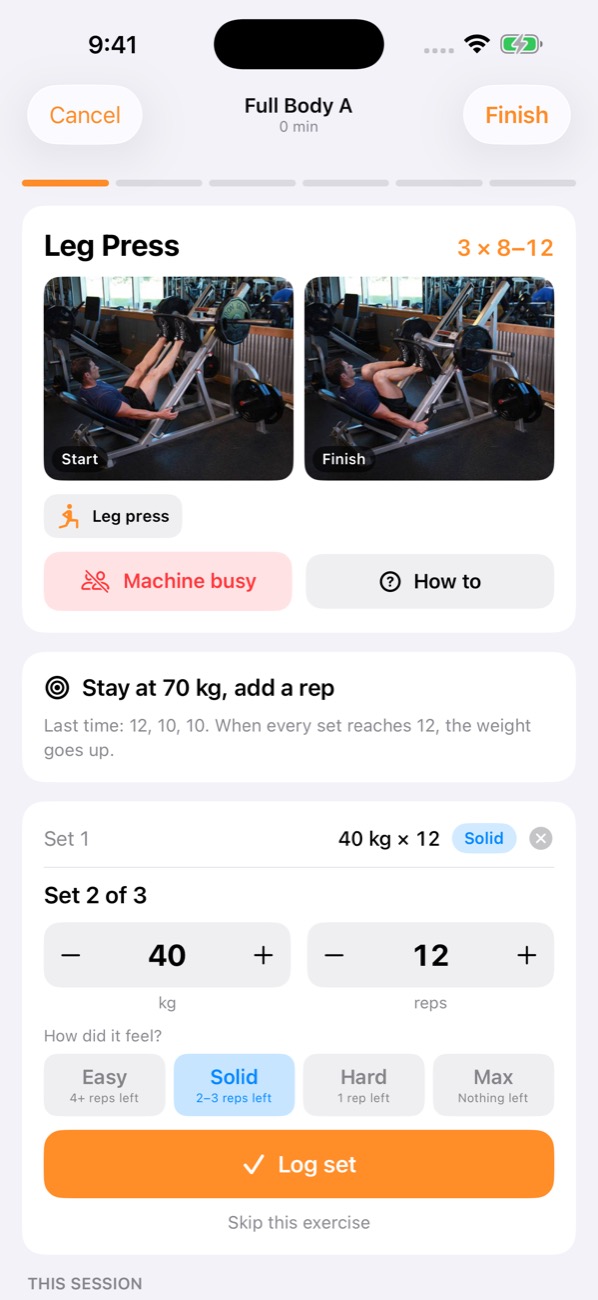 9:41
Cancel
Full Body A
0 min
Finish
Leg Press
3 × 8–12
Start
Finish
Leg press
Machine busy
How to
Stay at 70 kg, add a rep
Last time: 12, 10, 10. When every set reaches 12, the weight
goes up.
Set 1
40 kg × 12
Solid
Set 2 of 3
− 40 +
− 12 +
kg
reps
How did it feel?
Easy
4+ reps left
Solid
2–3 reps left
Hard
1 rep left
Max
Nothing left
Log set
Skip this exercise
THIS SESSION